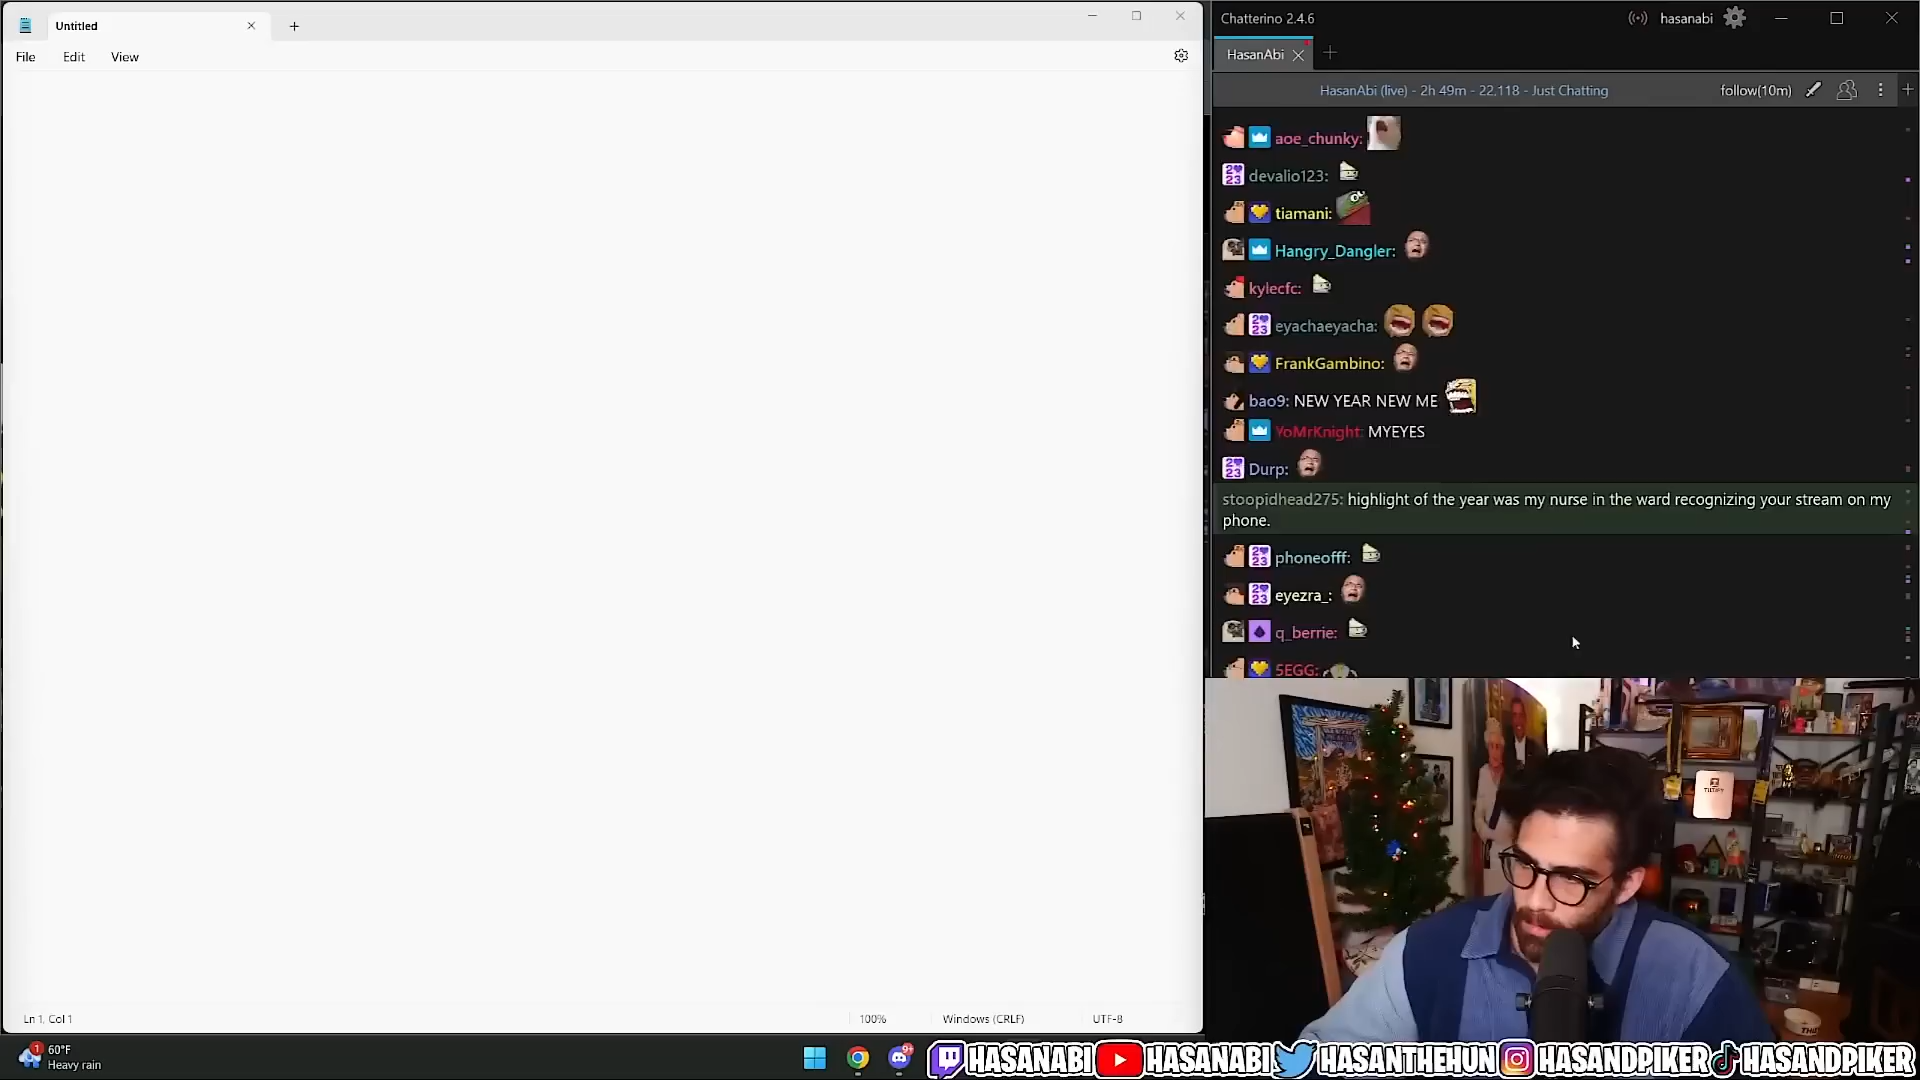 Untitled
File Edit View
Ln 1, Col 1
100%
Windows (CRLF)
UTF-8
Chatterino 2.4.6
hasanabi
HasanAbi
HasanAbi (live) - 2h 49m - 22,118 - Just Chatting
follow(10m)
aoe_chunky:
devalio123:
tiamani:
Hangry_Dangler:
kylecfc:
eyachaeyacha:
FrankGambino:
bao9: NEW YEAR NEW ME
YoMrKnight: MYEYES
Durp:
stoopidhead275: highlight of the year was my nurse in the ward recognizing your stream on my
phone.
phoneofff:
eyezra_:
q_berrie:
5EGG:
1
60°F
Heavy rain
9+
HASANABI HASANABI HASANTHEHUN HASANDPIKER HASANDPIKER